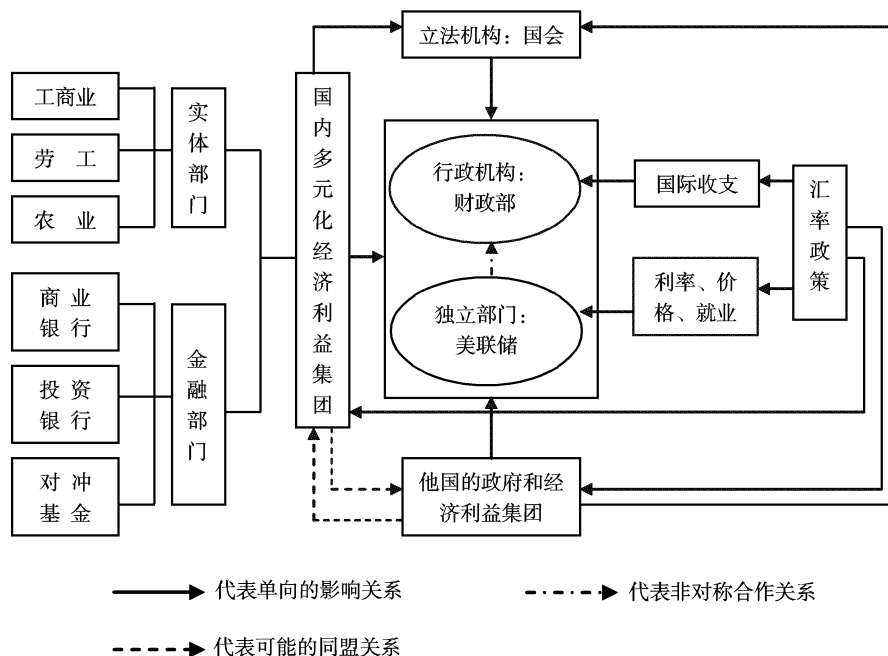 立法机构：国会
工商业
劳 工
农 业
实体部门
商 业
银 行
投 资
银 行
对 冲
基 金
金融部门
国内多元化经济利益集团
行政机构：
财政部
独立部门：
美联储
国际收支
利率、价
格、就业
汇率政策
他国的政府和经
济利益集团
代表单向的影响关系
代表非对称合作关系
代表可能的同盟关系